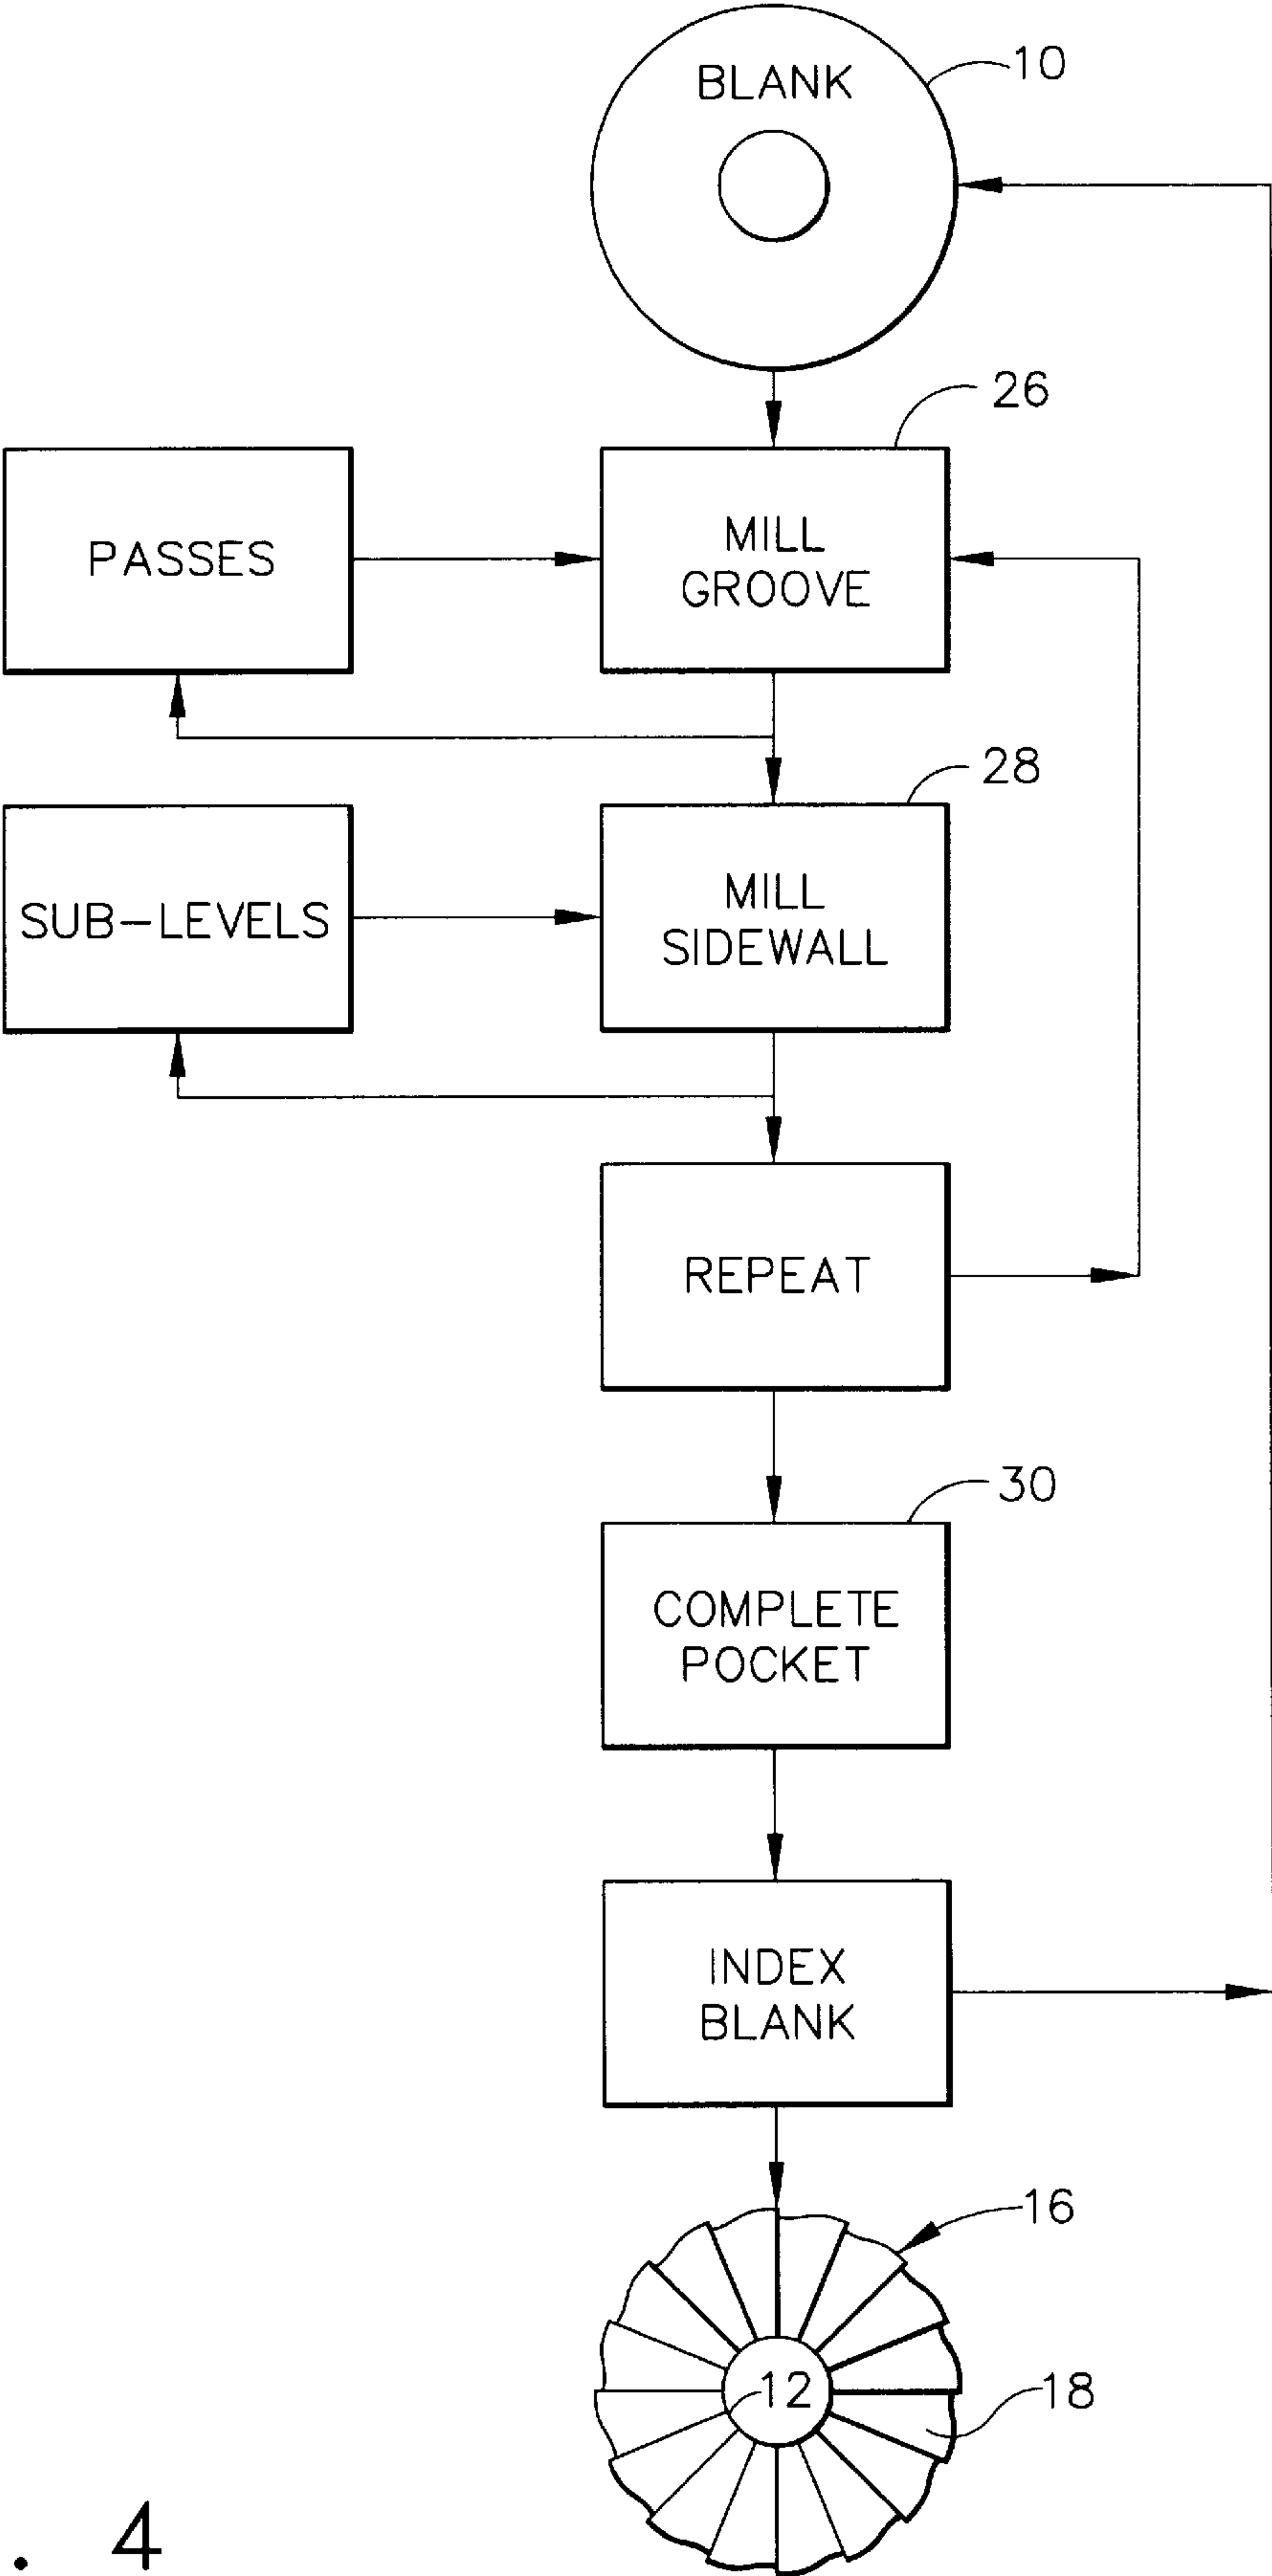 BLANK
10
26
PASSES
MILL
GROOVE
28
SUB-LEVELS
MILL
SIDEWALL
REPEAT
30
COMPLETE
POCKET
INDEX
BLANK
16
12
18
. 4